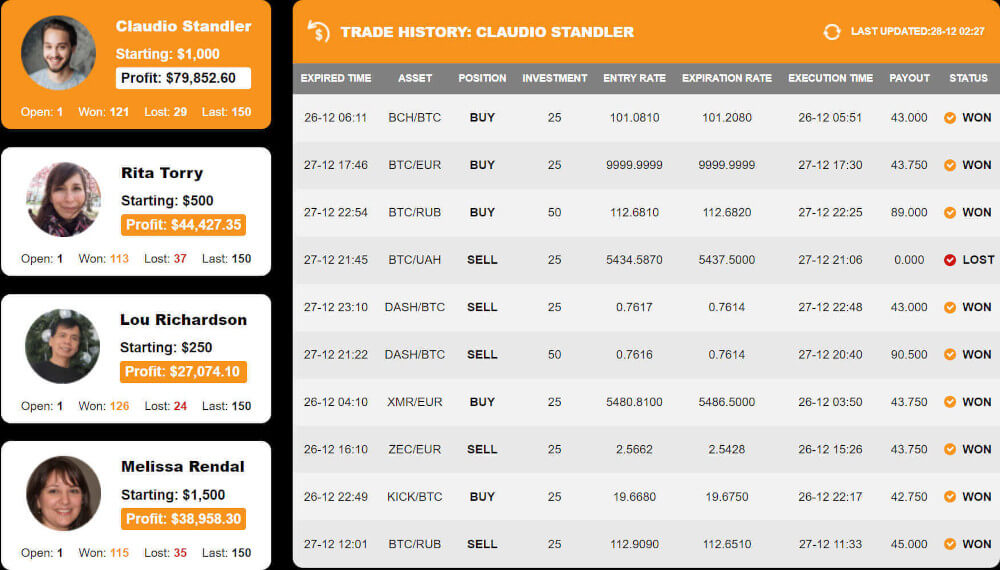 Claudio Standler
Starting: $1,000
Profit: $79,852.60
Open: 1 Won: 121 Lost: 29 Last: 150
Rita Torry
Starting: $500
Profit: $44,427.35
Open: 1 Won: 113 Lost: 37 Last: 150
Lou Richardson
Starting: $250
Profit: $27,074.10
Open: 1 Won: 126 Lost: 24 Last: 150
Melissa Rendal
Starting: $1,500
Profit: $38,958.30
Open: 1 Won: 115 Lost: 35 Last: 150
$ TRADE HISTORY: CLAUDIO STANDLER LAST UPDATED:28-12 02:27
EXPIRED TIME ASSET POSITION INVESTMENT ENTRY RATE EXPIRATION RATE EXECUTION TIME PAYOUT STATUS
26-12 06:11 BCH/BTC BUY 25 101.0810 101.2080 26-12 05:51 43.000 WON
27-12 17:46 BTC/EUR BUY 25 9999.9999 9999.9999 27-12 17:30 43.750 WON
27-12 22:54 BTC/RUB BUY 50 112.6810 112.6820 27-12 22:25 89.000 WON
27-12 21:45 BTC/UAH SELL 25 5434.5870 5437.5000 27-12 21:06 0.000 LOST
27-12 23:10 DASH/BTC SELL 25 0.7617 0.7614 27-12 22:48 43.000 WON
27-12 21:22 DASH/BTC SELL 50 0.7616 0.7614 27-12 20:40 90.500 WON
26-12 04:10 XMR/EUR BUY 25 5480.8100 5486.5000 26-12 03:50 43.750 WON
26-12 16:10 ZEC/EUR SELL 25 2.5662 2.5428 26-12 15:26 43.750 WON
26-12 22:49 KICK/BTC BUY 25 19.6680 19.6750 26-12 22:17 42.750 WON
27-12 12:01 BTC/RUB SELL 25 112.9090 112.6510 27-12 11:33 45.000 WON